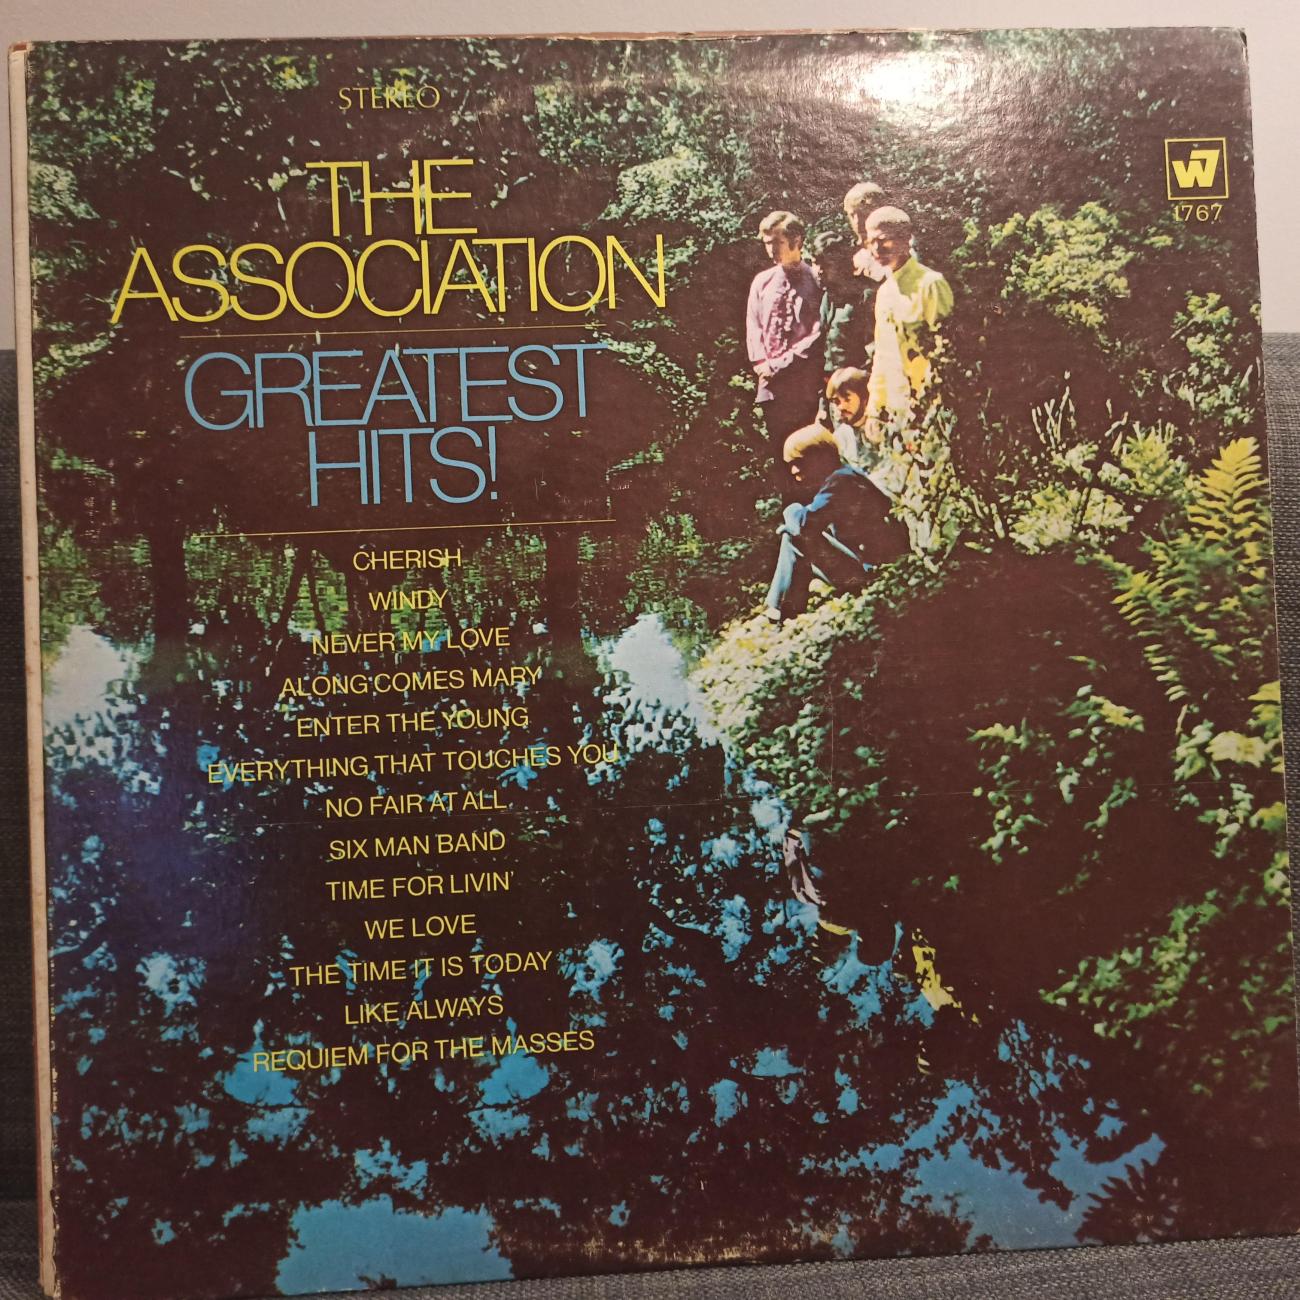 STEREO
THE
ASSOCIATION
GREATEST
HITS!
W7
1767
CHERISH
WINDY
NEVER MY LOVE
ALONG COMES MARY
ENTER THE YOUNG
EVERYTHING THAT TOUCHES YOU
NO FAIR AT ALL
SIX MAN BAND
TIME FOR LIVIN'
WE LOVE
THE TIME IT IS TODAY
LIKE ALWAYS
REQUIEM FOR THE MASSES